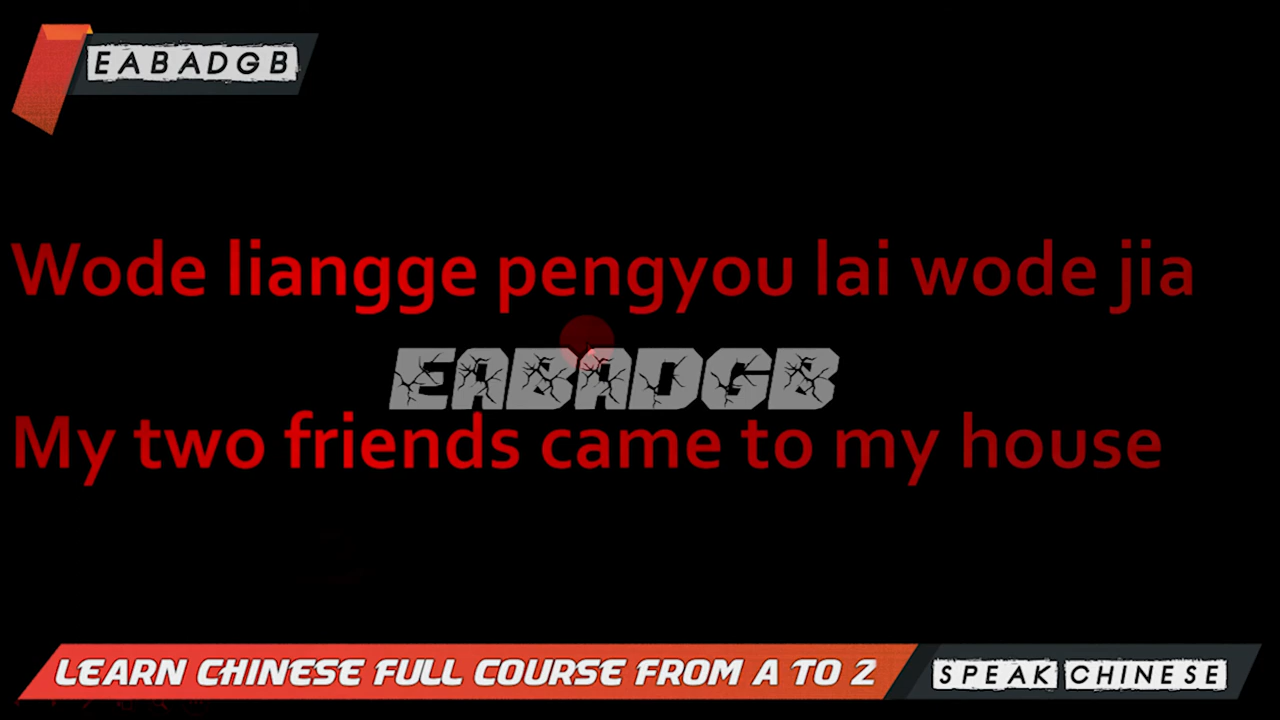 EABADGB
Wode liangge pengyou lai wode jia
EABADGB
My two friends came to my house
LEARN CHINESE FULL COURSE FROM A TO Z
SPEAK CHINESE